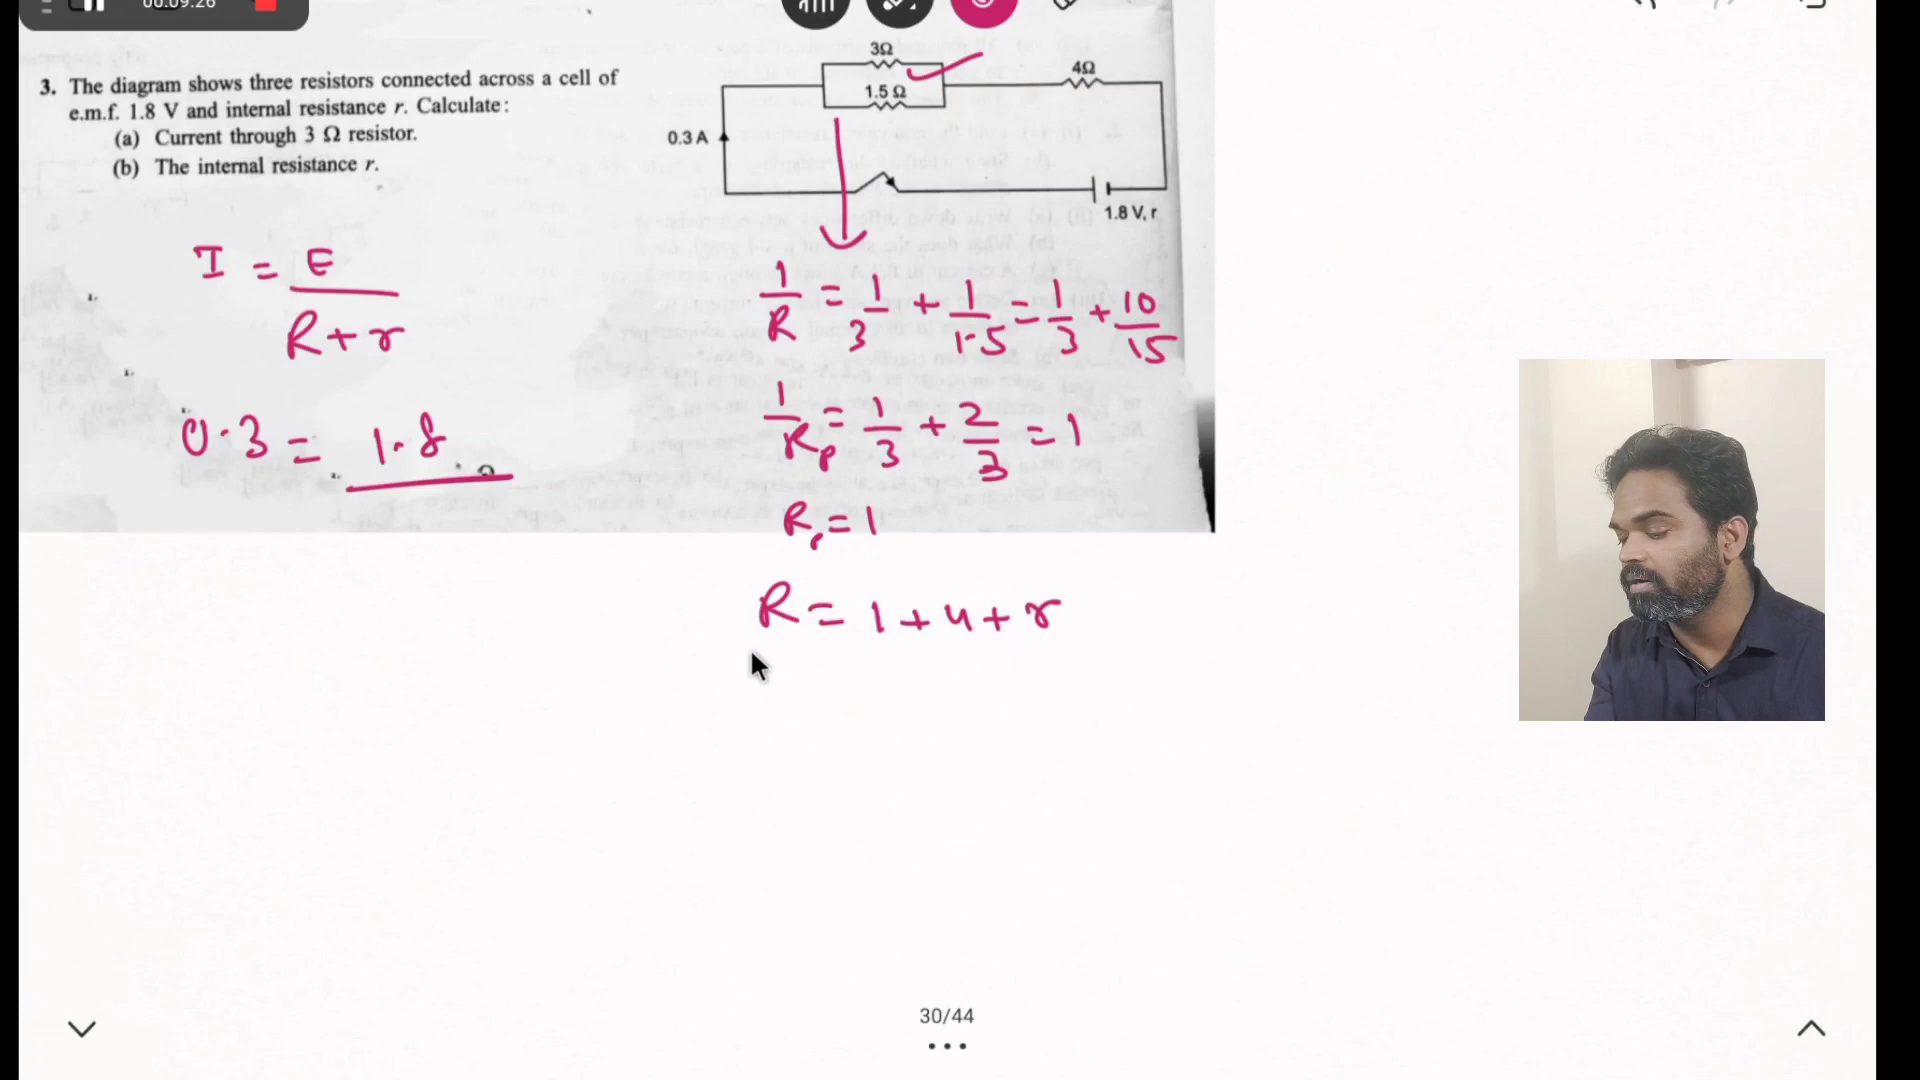 00:09:26
3. The diagram shows three resistors connected across a cell of
e.m.f. 1.8 V and internal resistance r. Calculate:
(a) Current through 3 Ω resistor.
(b) The internal resistance r.
3Ω
1.5 Ω
4Ω
0.3 A
1.8 V, r
I = E / R + r
0.3 = 1.8
1/R = 1/3 + 1/1.5 = 1/3 + 10/15
1/Rp = 1/3 + 2/3 = 1
Rp = 1
R = 1 + 4 + r
30/44